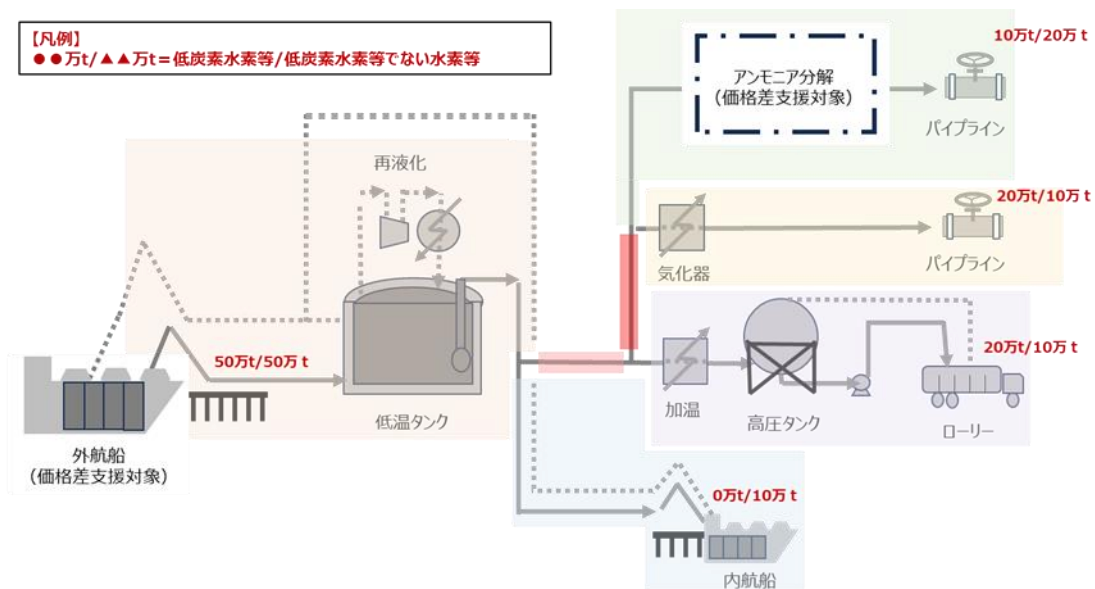 【凡例】
●●万t/▲▲万t＝低炭素水素等/低炭素水素等でない水素等
10万t/20万t
アンモニア分解
（価格差支援対象）
パイプライン
再液化
20万t/10万t
気化器
パイプライン
50万t/50万t
20万t/10万t
低温タンク
加温
高圧タンク
ローリー
外航船
（価格差支援対象）
0万t/10万t
内航船